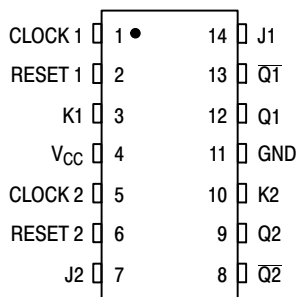 CLOCK 1 1 14 J1
RESET 1 2 13 Q1̅
K1 3 12 Q1
VCC 4 11 GND
CLOCK 2 5 10 K2
RESET 2 6 9 Q2
J2 7 8 Q2̅